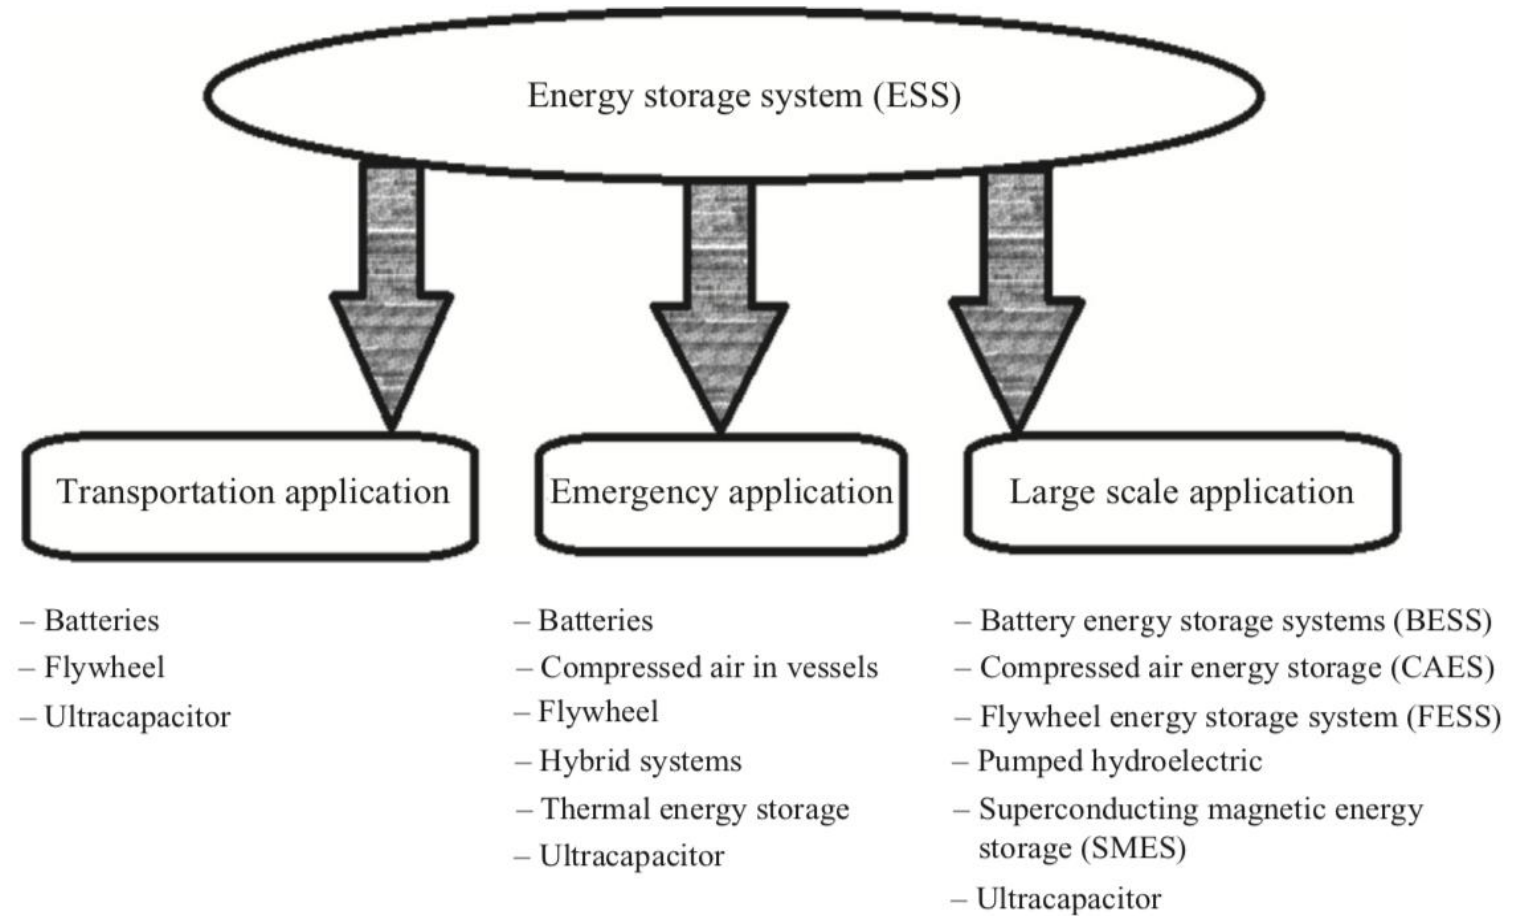 Energy storage system (ESS)
Transportation application
Emergency application
Large scale application
– Batteries
– Flywheel
– Ultracapacitor
– Batteries
– Compressed air in vessels
– Flywheel
– Hybrid systems
– Thermal energy storage
– Ultracapacitor
– Battery energy storage systems (BESS)
– Compressed air energy storage (CAES)
– Flywheel energy storage system (FESS)
– Pumped hydroelectric
– Superconducting magnetic energy
storage (SMES)
– Ultracapacitor